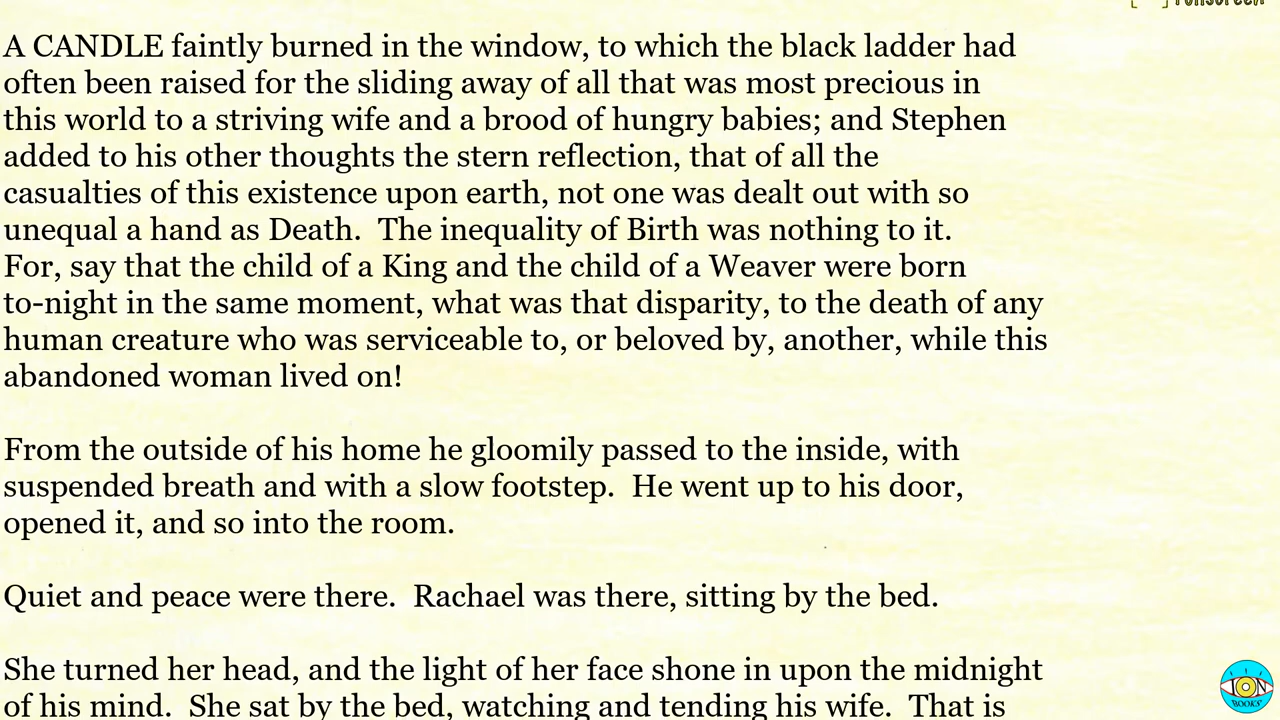 A CANDLE faintly burned in the window, to which the black ladder had
often been raised for the sliding away of all that was most precious in
this world to a striving wife and a brood of hungry babies; and Stephen
added to his other thoughts the stern reflection, that of all the
casualties of this existence upon earth, not one was dealt out with so
unequal a hand as Death.  The inequality of Birth was nothing to it.
For, say that the child of a King and the child of a Weaver were born
to-night in the same moment, what was that disparity, to the death of any
human creature who was serviceable to, or beloved by, another, while this
abandoned woman lived on!
From the outside of his home he gloomily passed to the inside, with
suspended breath and with a slow footstep.  He went up to his door,
opened it, and so into the room.
Quiet and peace were there.  Rachael was there, sitting by the bed.
She turned her head, and the light of her face shone in upon the midnight
of his mind.  She sat by the bed, watching and tending his wife.  That is
ION
BOOKS